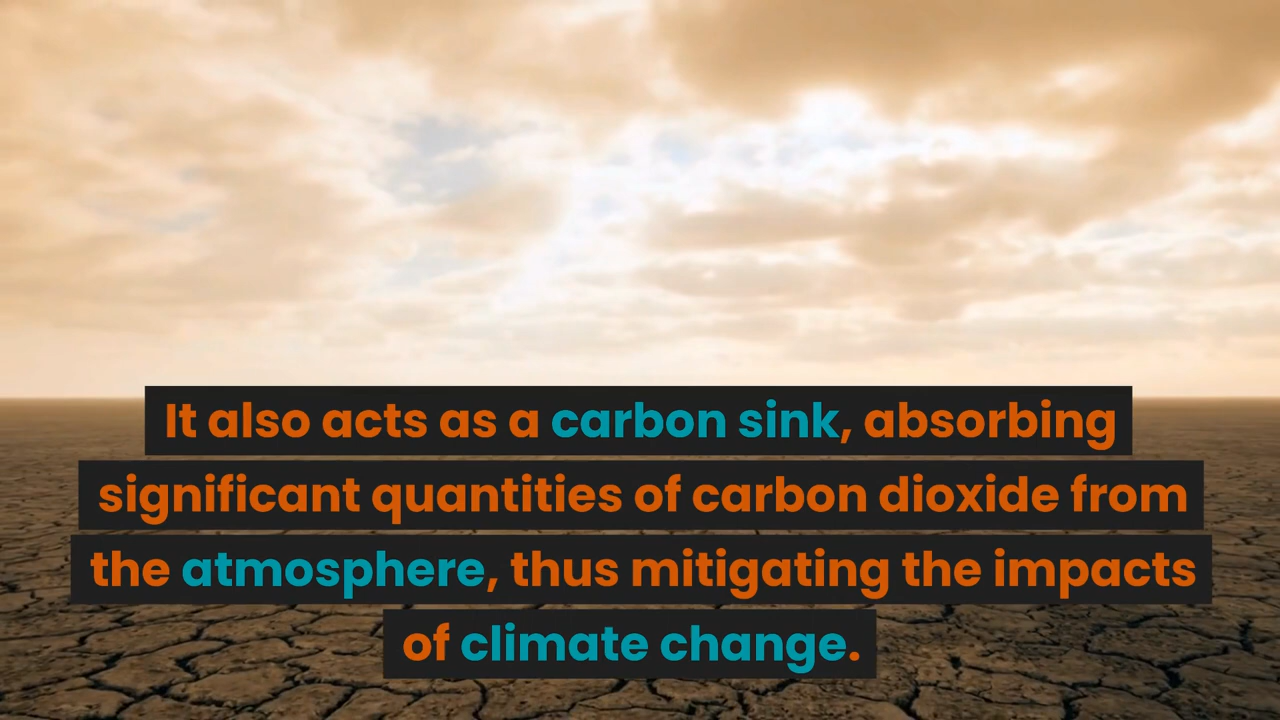 It also acts as a carbon sink, absorbing
significant quantities of carbon dioxide from
the atmosphere, thus mitigating the impacts
of climate change.